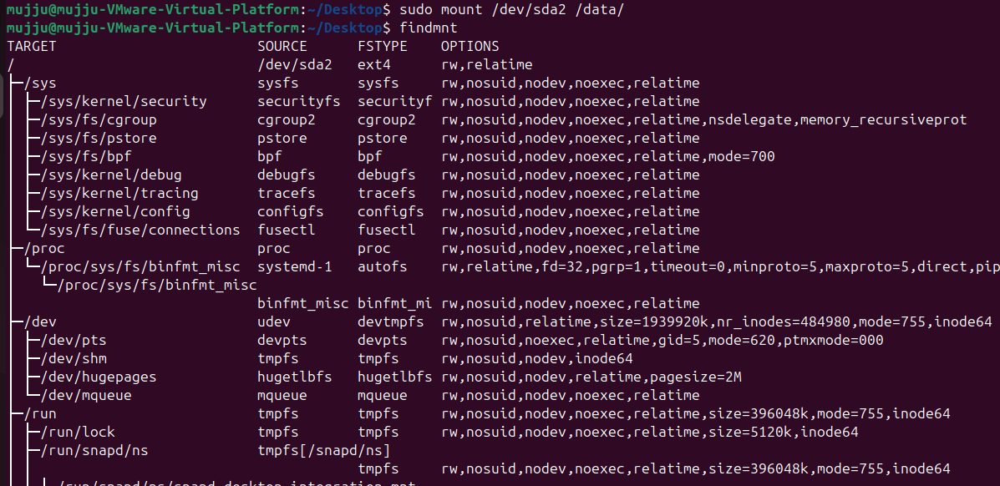 mujju@mujju-VMware-Virtual-Platform:~/Desktop$ sudo mount /dev/sda2 /data/
mujju@mujju-VMware-Virtual-Platform:~/Desktop$ findmnt
TARGET SOURCE FSTYPE OPTIONS
/ /dev/sda2 ext4 rw,relatime
├─/sys sysfs sysfs rw,nosuid,nodev,noexec,relatime
│ ├─/sys/kernel/security securityfs securityf rw,nosuid,nodev,noexec,relatime
│ ├─/sys/fs/cgroup cgroup2 cgroup2 rw,nosuid,nodev,noexec,relatime,nsdelegate,memory_recursiveprot
│ ├─/sys/fs/pstore pstore pstore rw,nosuid,nodev,noexec,relatime
│ ├─/sys/fs/bpf bpf bpf rw,nosuid,nodev,noexec,relatime,mode=700
│ ├─/sys/kernel/debug debugfs debugfs rw,nosuid,nodev,noexec,relatime
│ ├─/sys/kernel/tracing tracefs tracefs rw,nosuid,nodev,noexec,relatime
│ ├─/sys/kernel/config configfs configfs rw,nosuid,nodev,noexec,relatime
│ └─/sys/fs/fuse/connections fusectl fusectl rw,nosuid,nodev,noexec,relatime
├─/proc proc proc rw,nosuid,nodev,noexec,relatime
│ └─/proc/sys/fs/binfmt_misc systemd-1 autofs rw,relatime,fd=32,pgrp=1,timeout=0,minproto=5,maxproto=5,direct,pip
│   └─/proc/sys/fs/binfmt_misc
│ binfmt_misc binfmt_mi rw,nosuid,nodev,noexec,relatime
├─/dev udev devtmpfs rw,nosuid,relatime,size=1939920k,nr_inodes=484980,mode=755,inode64
│ ├─/dev/pts devpts devpts rw,nosuid,noexec,relatime,gid=5,mode=620,ptmxmode=000
│ ├─/dev/shm tmpfs tmpfs rw,nosuid,nodev,inode64
│ ├─/dev/hugepages hugetlbfs hugetlbfs rw,nosuid,nodev,relatime,pagesize=2M
│ └─/dev/mqueue mqueue mqueue rw,nosuid,nodev,noexec,relatime
├─/run tmpfs tmpfs rw,nosuid,nodev,noexec,relatime,size=396048k,mode=755,inode64
│ ├─/run/lock tmpfs tmpfs rw,nosuid,nodev,noexec,relatime,size=5120k,inode64
│ ├─/run/snapd/ns tmpfs[/snapd/ns]
│ │ tmpfs rw,nosuid,nodev,noexec,relatime,size=396048k,mode=755,inode64